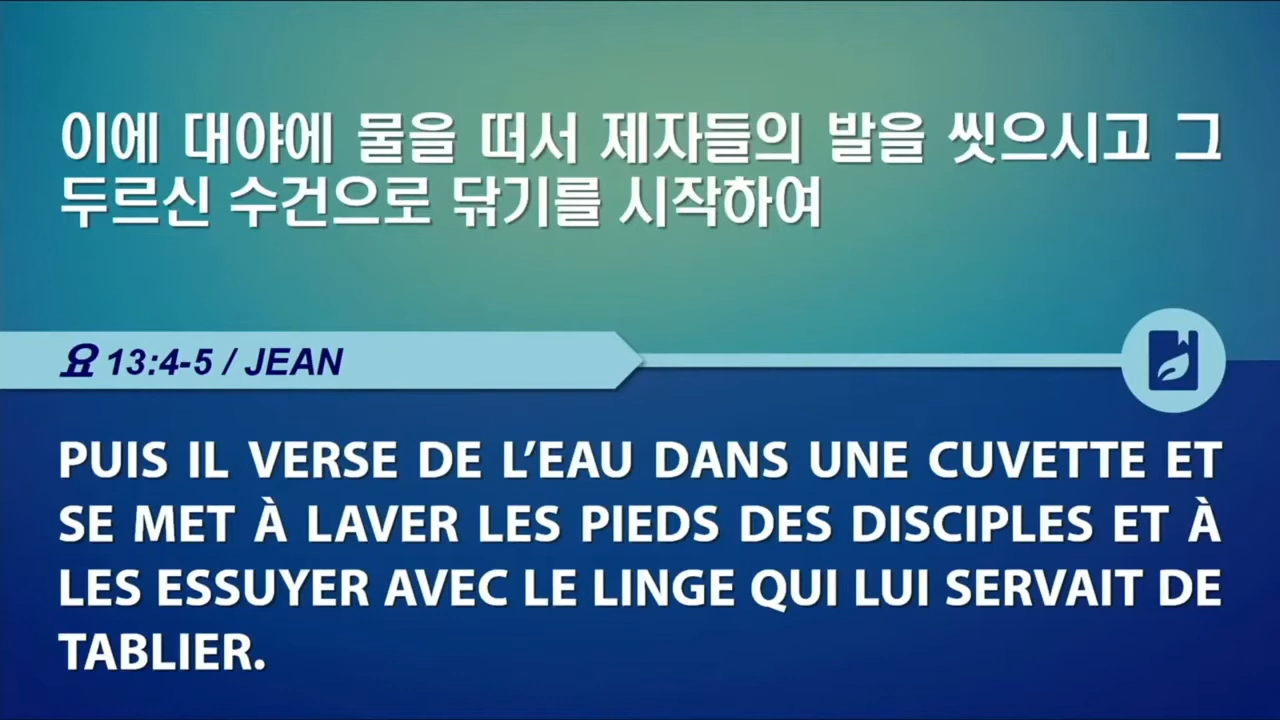 이에 대야에 물을 떠서 제자들의 발을 씻으시고 그
두르신 수건으로 닦기를 시작하여
요 13:4-5 / JEAN
PUIS IL VERSE DE L’EAU DANS UNE CUVETTE ET
SE MET À LAVER LES PIEDS DES DISCIPLES ET À
LES ESSUYER AVEC LE LINGE QUI LUI SERVAIT DE
TABLIER.